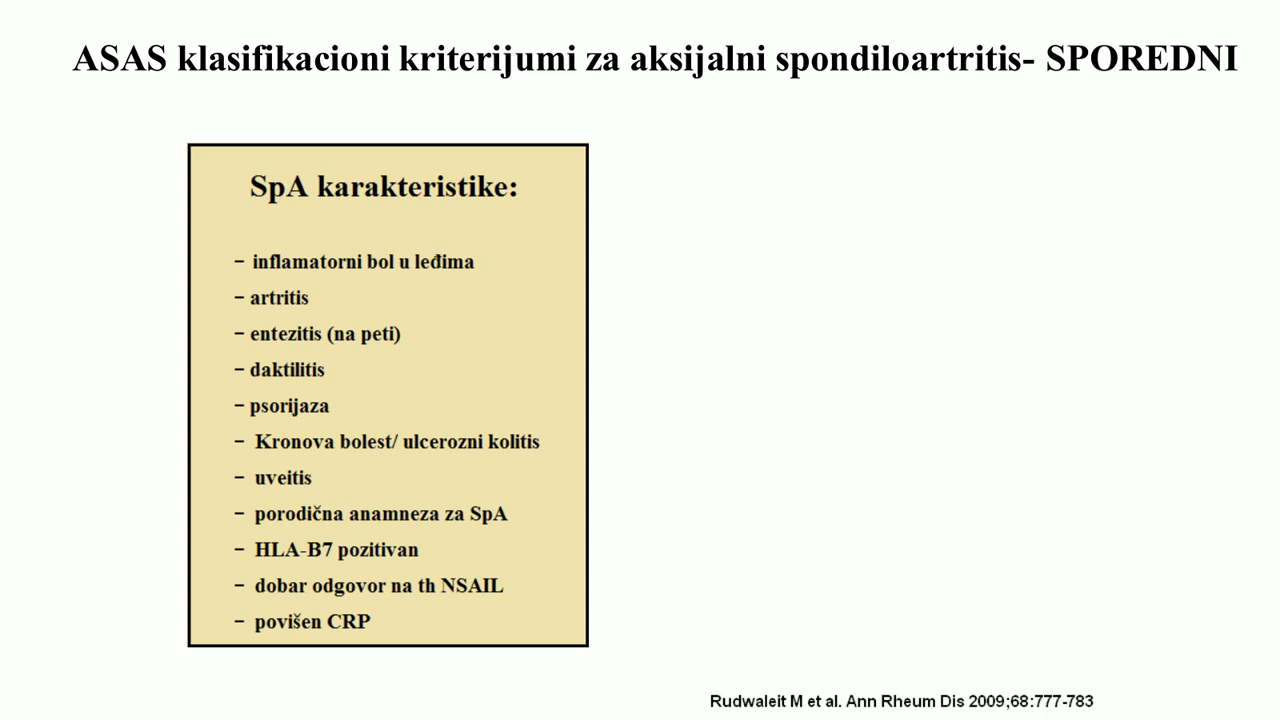 ASAS klasifikacioni kriterijumi za aksijalni spondiloartritis- SPOREDNI
SpA karakteristike:
− inflamatorni bol u leđima
− artritis
− entezitis (na peti)
− daktilitis
− psorijaza
− Kronova bolest/ ulcerozni kolitis
− uveitis
− porodična anamneza za SpA
− HLA-B7 pozitivan
− dobar odgovor na th NSAIL
− povišen CRP
Rudwaleit M et al. Ann Rheum Dis 2009;68:777-783